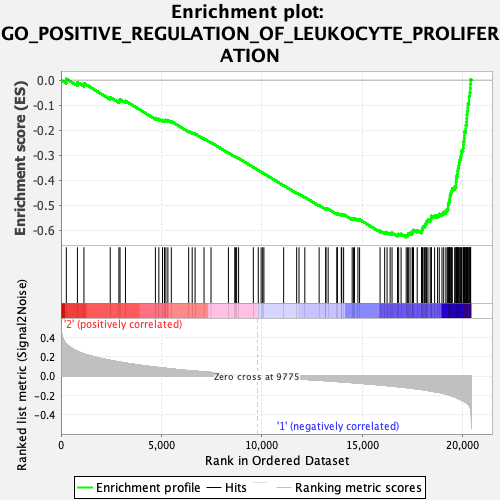 Enrichment plot:
GO_POSITIVE_REGULATION_OF_LEUKOCYTE_PROLIFER
ATION
Enrichment score (ES)
0.0
-0.1
-0.2
-0.3
-0.4
-0.5
-0.6
Ranked list metric (Signal2Noise)
'2' (positively correlated)
0.4
0.2
0.0
-0.2
-0.4
Zero cross at 9775
'1' (negatively correlated)
0
5,000
10,000
15,000
20,000
Rank in Ordered Dataset
Enrichment profile
Hits
Ranking metric scores